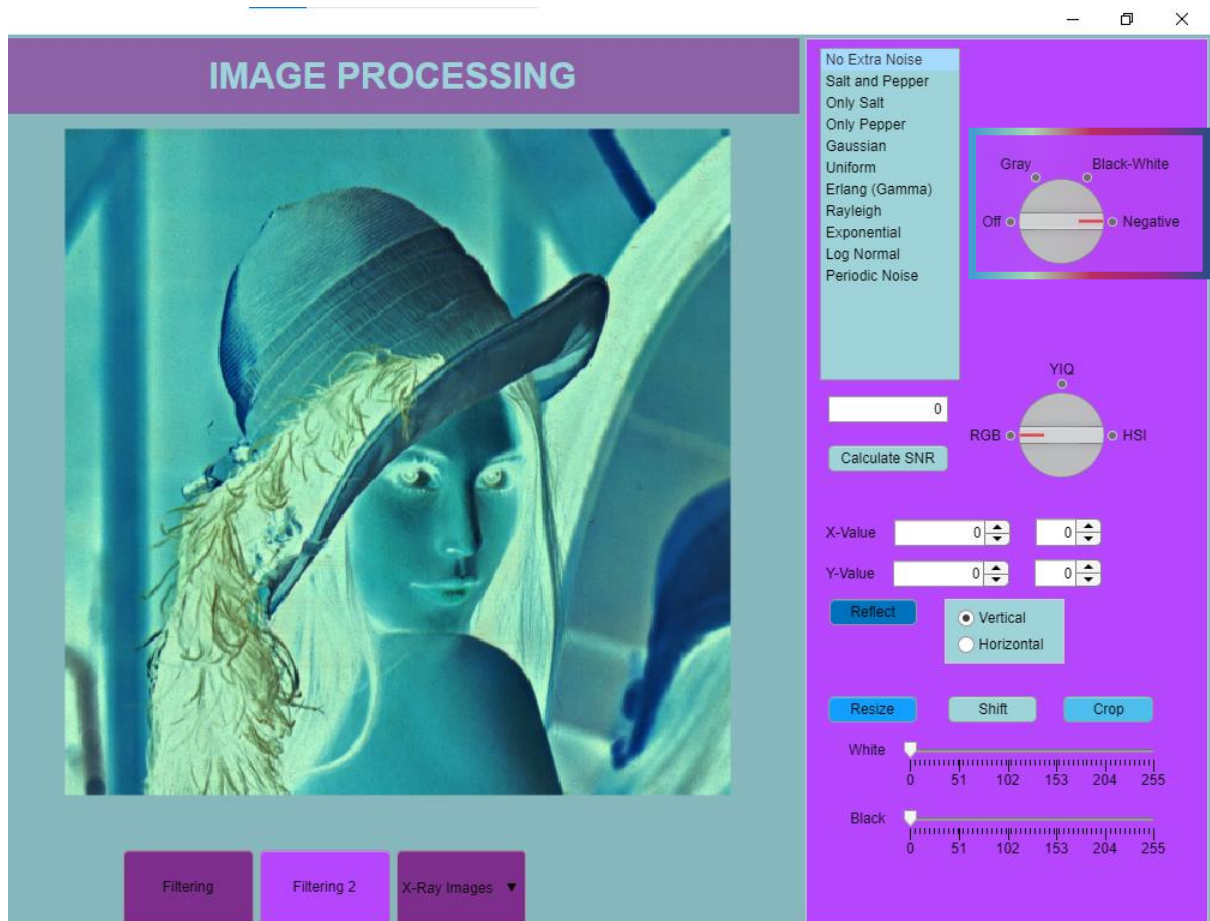 IMAGE PROCESSING
No Extra Noise
Salt and Pepper
Only Salt
Only Pepper
Gaussian
Uniform
Erlang (Gamma)
Rayleigh
Exponential
Log Normal
Periodic Noise
Gray Black-White
Off Negative
0
Calculate SNR
YIQ
RGB HSI
X-Value 0 0
Y-Value 0 0
Reflect
Vertical
Horizontal
Resize Shift Crop
White
0 51 102 153 204 255
Black
0 51 102 153 204 255
Filtering Filtering 2 X-Ray Images